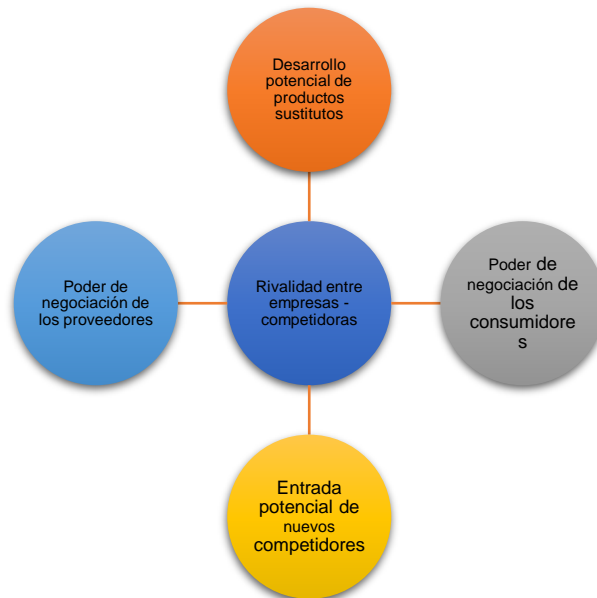 Desarrollo
potencial de
productos
sustitutos
Poder de
negociación de
los proveedores
Rivalidad entre
empresas -
competidoras
Poder de
negociación de
los
consumidore
s
Entrada
potencial de
nuevos
competidores